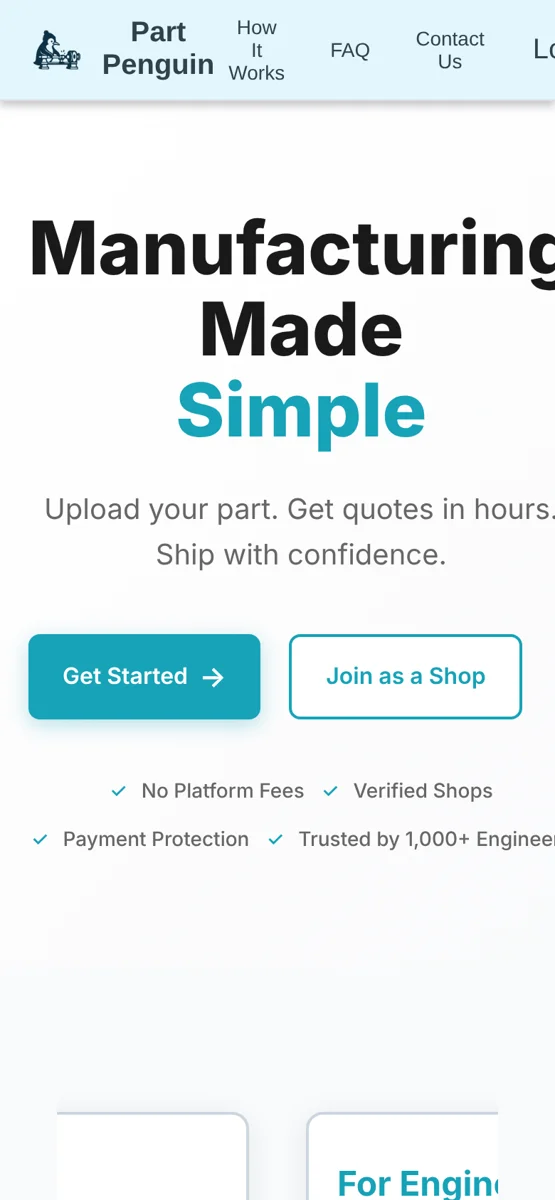 Part
Penguin
How
It
Works
FAQ
Contact
Us
Manufacturing
Made
Simple
Upload your part. Get quotes in hours.
Ship with confidence.
Get Started →
Join as a Shop
✓ No Platform Fees ✓ Verified Shops
✓ Payment Protection ✓ Trusted by 1,000+
For